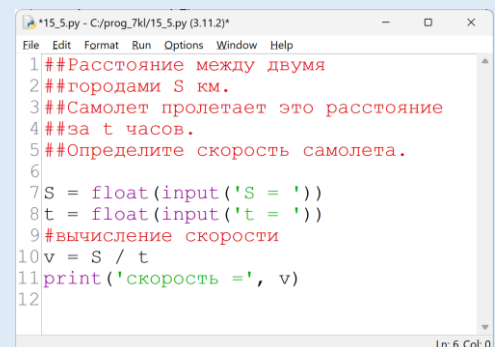 *15_5.py - C:/prog_7kl/15_5.py (3.11.2)*
File Edit Format Run Options Window Help
1 ##Расстояние между двумя
2 ##городами S км.
3 ##Самолет пролетает это расстояние
4 ##за t часов.
5 ##Определите скорость самолета.
6
7 S = float(input('S = '))
8 t = float(input('t = '))
9 #вычисление скорости
10 v = S / t
11 print('скорость =', v)
12
Ln: 6 Col: 0